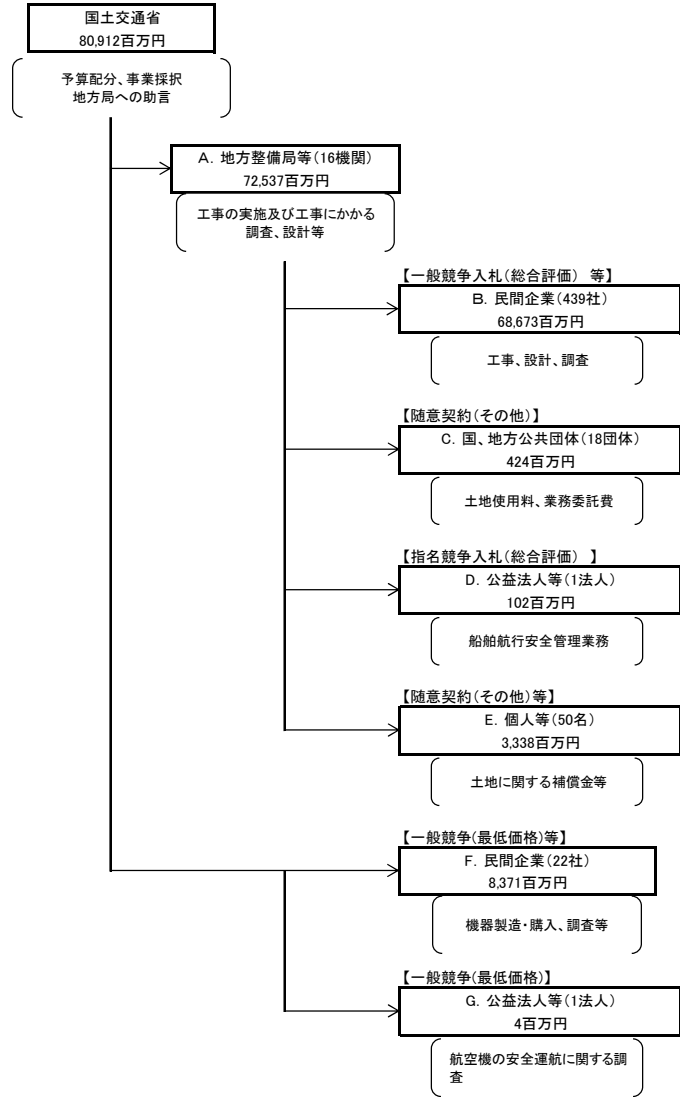 国土交通省
80,912百万円
予算配分、事業採択
地方局への助言
A．地方整備局等（16機関）
72,537百万円
工事の実施及び工事にかかる
調査、設計等
【一般競争入札（総合評価） 等】
B．民間企業（439社）
68,673百万円
工事、設計、調査
【随意契約（その他）】
C．国、地方公共団体（18団体）
424百万円
土地使用料、業務委託費
【指名競争入札（総合評価） 】
D．公益法人等（1法人）
102百万円
船舶航行安全管理業務
【随意契約（その他）等】
E．個人等（50名）
3,338百万円
土地に関する補償金等
【一般競争(最低価格)等】
F．民間企業（22社）
8,371百万円
機器製造・購入、調査等
【一般競争(最低価格)】
G．公益法人等（1法人）
4百万円
航空機の安全運航に関する調
査